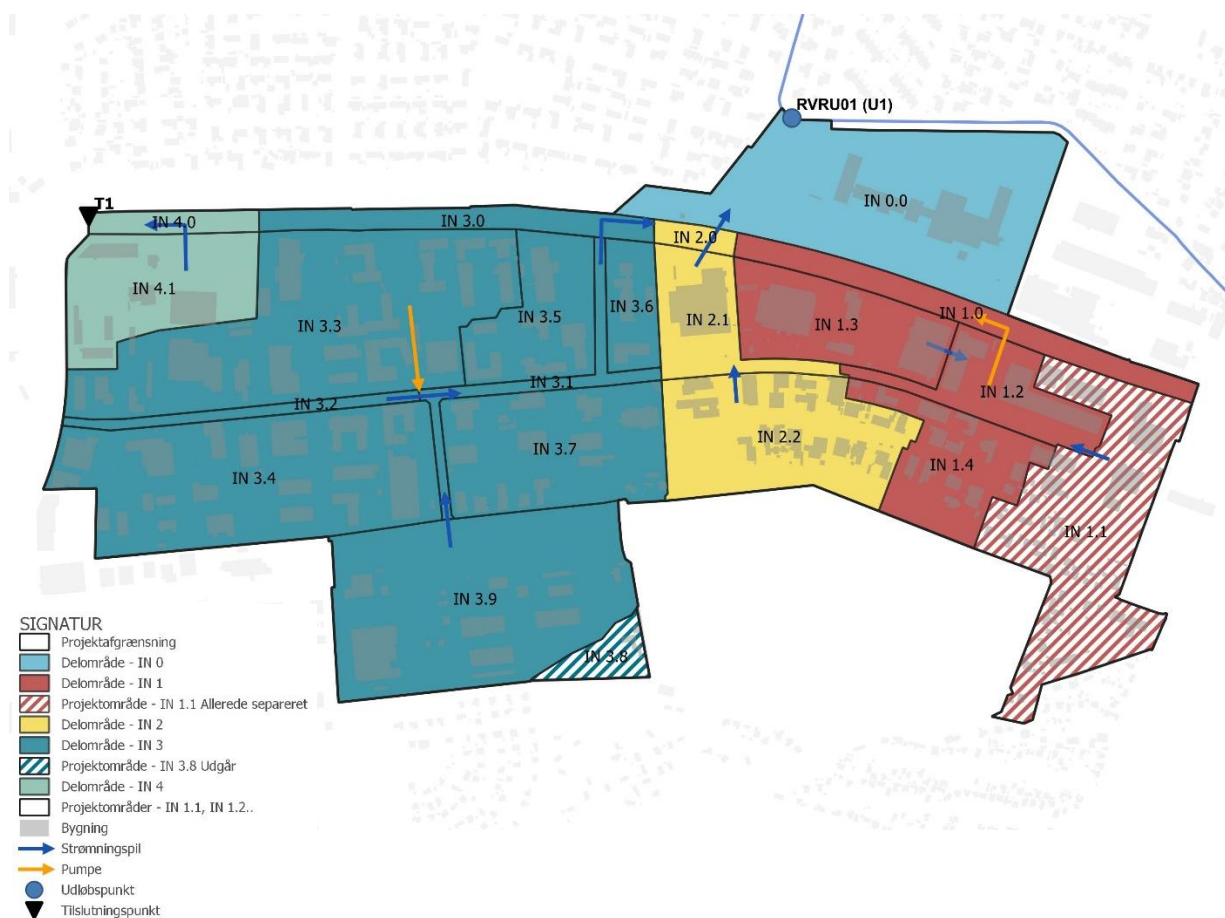 RVRU01 (U1)
IN 0.0
T1
IN 4.0
IN 3.0
IN 2.0
IN 4.1
IN 3.3
IN 3.5
IN 3.6
IN 2.1
IN 1.3
IN 1.0
IN 3.1
IN 3.2
IN 1.2
IN 2.2
IN 3.7
IN 1.4
IN 3.4
IN 1.1
IN 3.9
IN 3.8
SIGNATUR
Projektafgrænsning
Delområde - IN 0
Delområde - IN 1
Projektområde - IN 1.1 Allerede separeret
Delområde - IN 2
Delområde - IN 3
Projektområde - IN 3.8 Udgår
Delområde - IN 4
Projektområder - IN 1.1, IN 1.2..
Bygning
Strømningspil
Pumpe
Udløbspunkt
Tilslutningspunkt